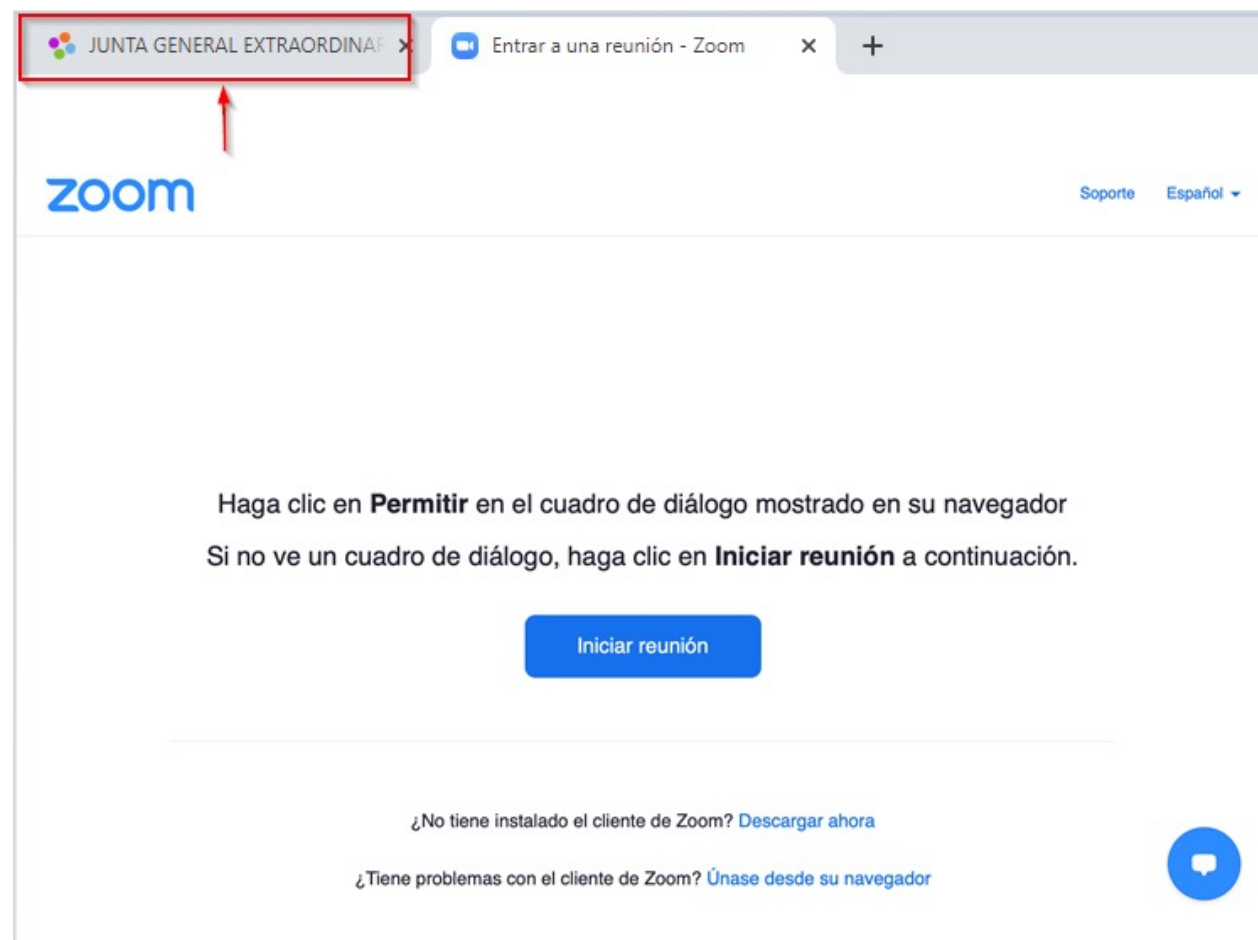 JUNTA GENERAL EXTRAORDINAR
Entrar a una reunión - Zoom
zoom
Soporte Español
Haga clic en Permitir en el cuadro de diálogo mostrado en su navegador
Si no ve un cuadro de diálogo, haga clic en Iniciar reunión a continuación.
Iniciar reunión
¿No tiene instalado el cliente de Zoom? Descargar ahora
¿Tiene problemas con el cliente de Zoom? Únase desde su navegador